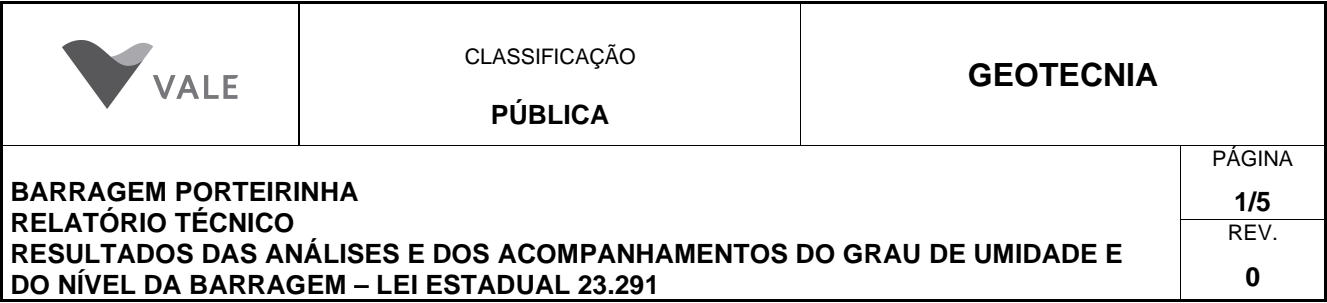 VALE
CLASSIFICAÇÃO
PÚBLICA
GEOTECNIA
BARRAGEM PORTEIRINHA
RELATÓRIO TÉCNICO
RESULTADOS DAS ANÁLISES E DOS ACOMPANHAMENTOS DO GRAU DE UMIDADE E
DO NÍVEL DA BARRAGEM – LEI ESTADUAL 23.291
PÁGINA
1/5
REV.
0